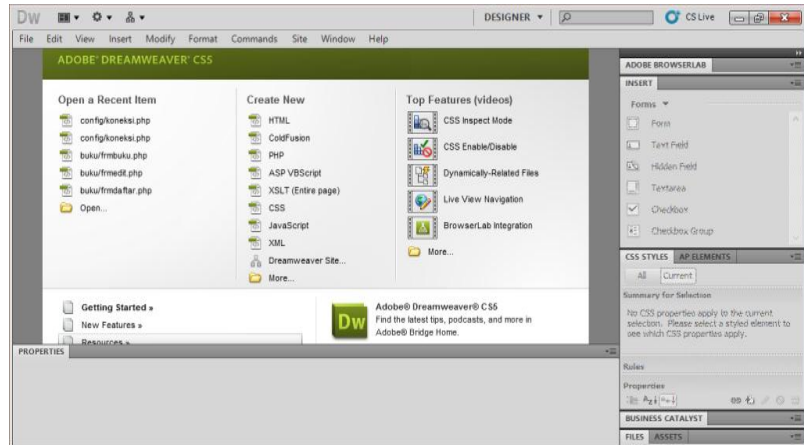 Dw
DESIGNER
CS Live
File Edit View Insert Modify Format Commands Site Window Help
ADOBE® DREAMWEAVER® CS5
Open a Recent Item
config/koneksi.php
config/koneksi.php
buku/frmbuku.php
buku/frmedit.php
buku/frmdaftar.php
Open...
Create New
HTML
ColdFusion
PHP
ASP VBScript
XSLT (Entire page)
CSS
JavaScript
XML
Dreamweaver Site...
More...
Top Features (videos)
CSS Inspect Mode
CSS Enable/Disable
Dynamically-Related Files
Live View Navigation
BrowserLab Integration
More...
Getting Started »
New Features »
Resources »
Dw
Adobe® Dreamweaver® CS5
Find the latest tips, podcasts, and more in
Adobe® Bridge Home.
PROPERTIES
ADOBE BROWSERLAB
INSERT
Forms
Form
Text Field
Hidden Field
Textarea
Checkbox
Checkbox Group
CSS STYLES AP ELEMENTS
All Current
Summary for Selection
No CSS properties apply to the current
selection. Please select a styled element to
see which CSS properties apply.
Rules
Properties
BUSINESS CATALYST
FILES ASSETS